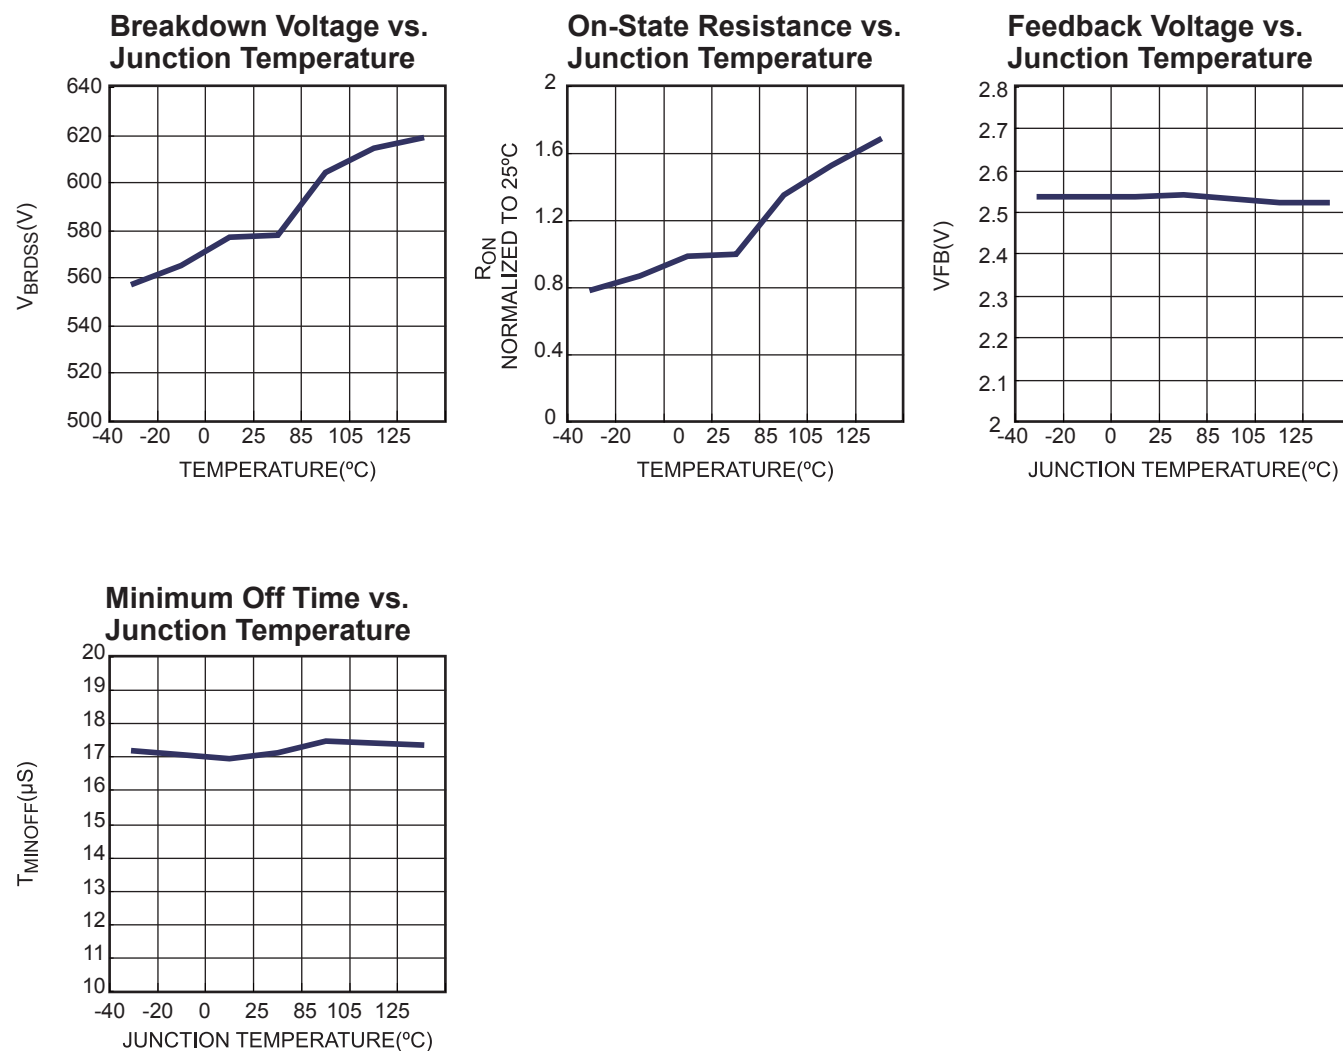 Breakdown Voltage vs.
Junction Temperature
640
620
600
580
560
540
520
500
VBRDSS(V)
-40 -20 0 25 85 105 125
TEMPERATURE(ºC)
On-State Resistance vs.
Junction Temperature
2
1.6
1.2
0.8
0.4
0
RON
NORMALIZED TO 25ºC
-40 -20 0 25 85 105 125
TEMPERATURE(ºC)
Feedback Voltage vs.
Junction Temperature
2.8
2.7
2.6
2.5
2.4
2.3
2.2
2.1
2
VFB(V)
-40 -20 0 25 85 105 125
JUNCTION TEMPERATURE(ºC)
Minimum Off Time vs.
Junction Temperature
20
19
18
17
16
15
14
13
12
11
10
TMINOFF(µS)
-40 -20 0 25 85 105 125
JUNCTION TEMPERATURE(ºC)